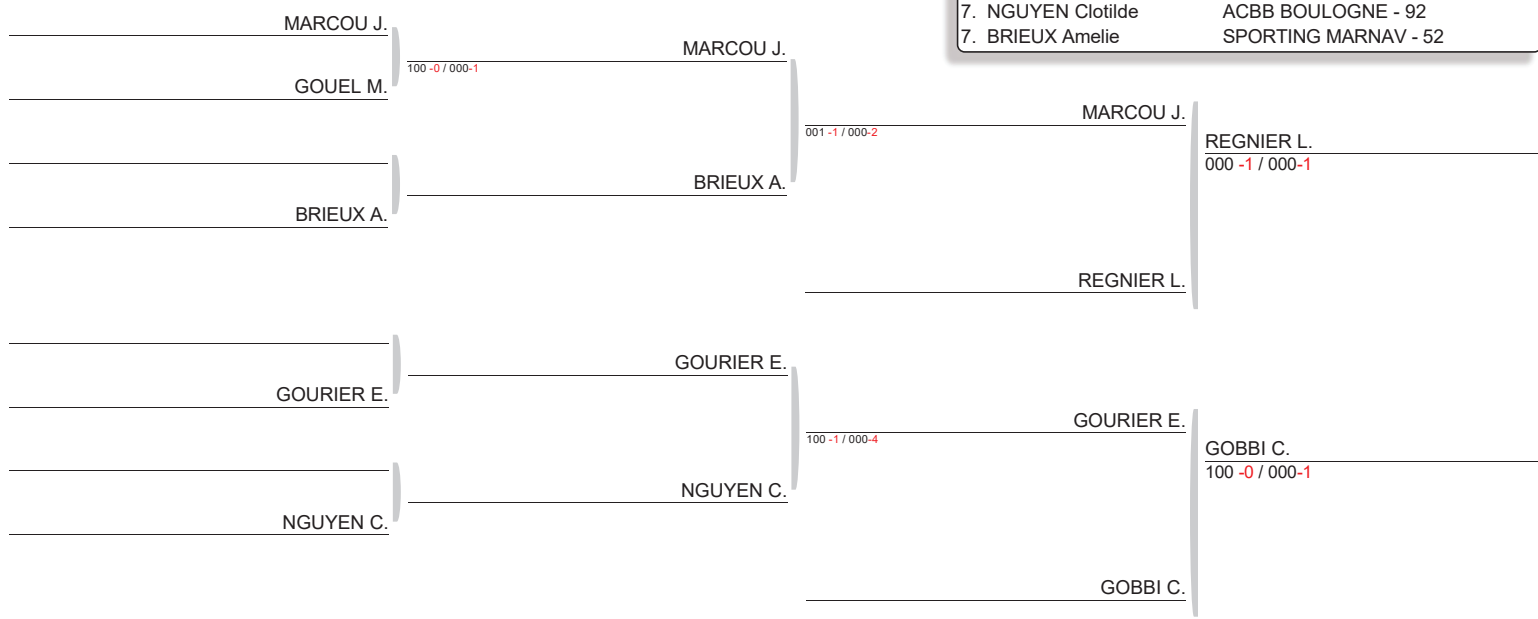 7. NGUYEN Clotilde ACBB BOULOGNE - 92
7. BRIEUX Amelie SPORTING MARNAV - 52
MARCOU J.
GOUEL M.
BRIEUX A.
GOURIER E.
NGUYEN C.
MARCOU J.
100 -0 / 000-1
BRIEUX A.
GOURIER E.
NGUYEN C.
MARCOU J.
001 -1 / 000-2
REGNIER L.
GOURIER E.
100 -1 / 000-4
GOBBI C.
REGNIER L.
000 -1 / 000-1
GOBBI C.
100 -0 / 000-1